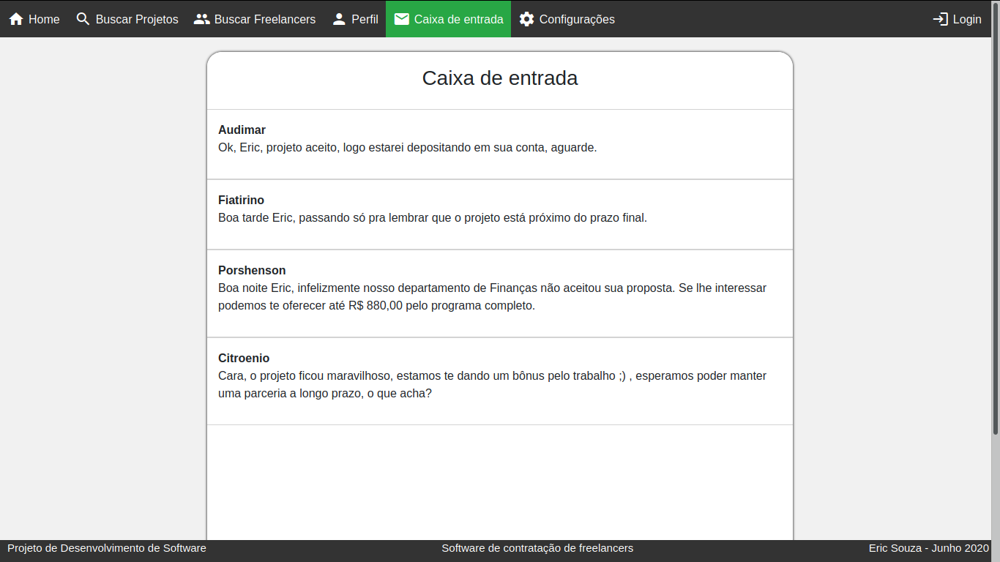 Home Buscar Projetos Buscar Freelancers Perfil Caixa de entrada Configurações Login
Caixa de entrada
Audimar
Ok, Eric, projeto aceito, logo estarei depositando em sua conta, aguarde.
Fiatirino
Boa tarde Eric, passando só pra lembrar que o projeto está próximo do prazo final.
Porshenson
Boa noite Eric, infelizmente nosso departamento de Finanças não aceitou sua proposta. Se lhe interessar
podemos te oferecer até R$ 880,00 pelo programa completo.
Citroenio
Cara, o projeto ficou maravilhoso, estamos te dando um bônus pelo trabalho ;) , esperamos poder manter
uma parceria a longo prazo, o que acha?
Projeto de Desenvolvimento de Software Software de contratação de freelancers Eric Souza - Junho 2020